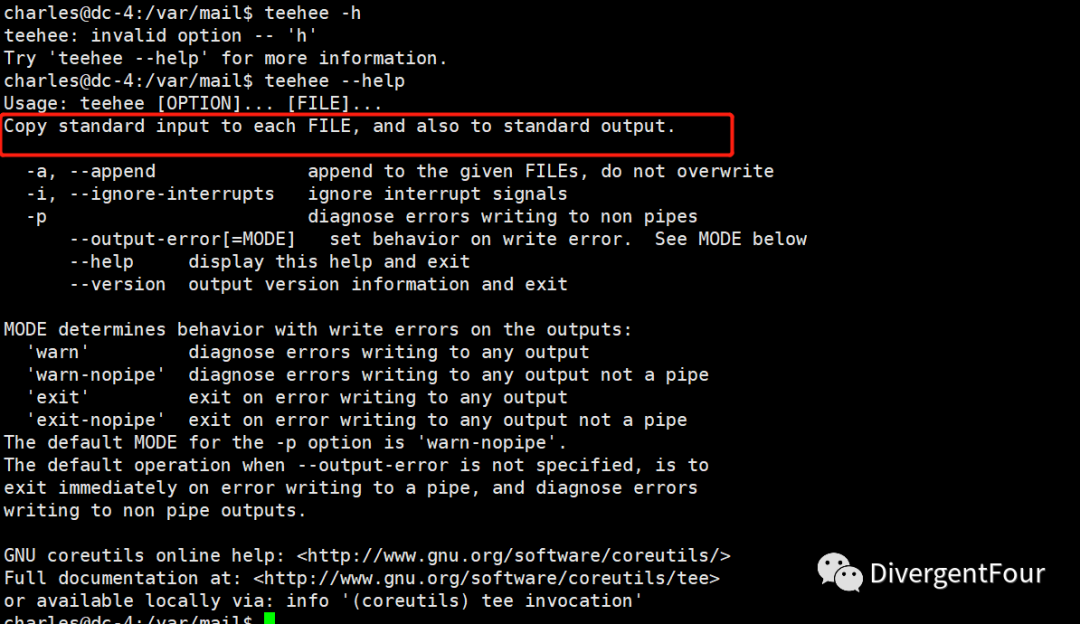 charles@dc-4:/var/mail$ teehee -h
teehee: invalid option -- 'h'
Try 'teehee --help' for more information.
charles@dc-4:/var/mail$ teehee --help
Usage: teehee [OPTION]... [FILE]...
Copy standard input to each FILE, and also to standard output.
-a, --append append to the given FILEs, do not overwrite
-i, --ignore-interrupts ignore interrupt signals
-p diagnose errors writing to non pipes
--output-error[=MODE] set behavior on write error. See MODE below
--help display this help and exit
--version output version information and exit
MODE determines behavior with write errors on the outputs:
'warn' diagnose errors writing to any output
'warn-nopipe' diagnose errors writing to any output not a pipe
'exit' exit on error writing to any output
'exit-nopipe' exit on error writing to any output not a pipe
The default MODE for the -p option is 'warn-nopipe'.
The default operation when --output-error is not specified, is to
exit immediately on error writing to a pipe, and diagnose errors
writing to non pipe outputs.
GNU coreutils online help: <http://www.gnu.org/software/coreutils/>
Full documentation at: <http://www.gnu.org/software/coreutils/tee>
or available locally via: info '(coreutils) tee invocation'
charles@dc-4:/var/mail$
DivergentFour